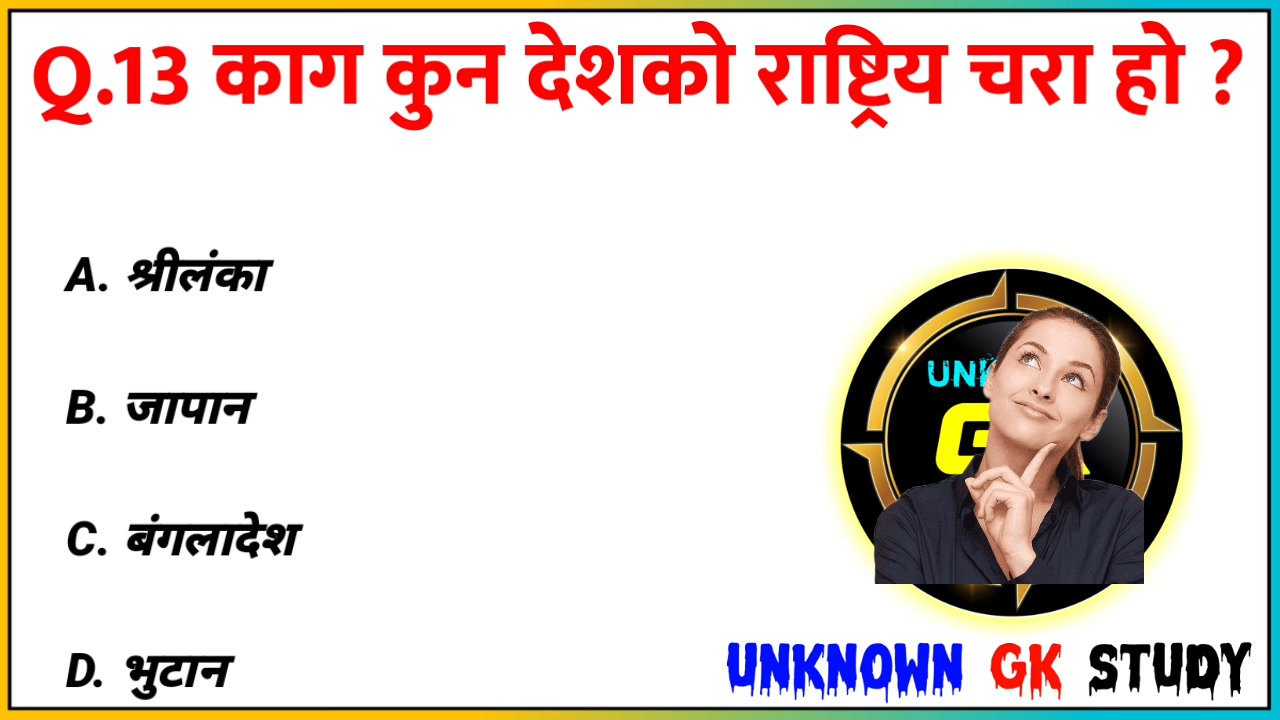 Q.13 काग कुन देशको राष्ट्रिय चरा हो ?
A. श्रीलंका
B. जापान
C. बंगलादेश
D. भुटान
UNKNOWN GK STUDY